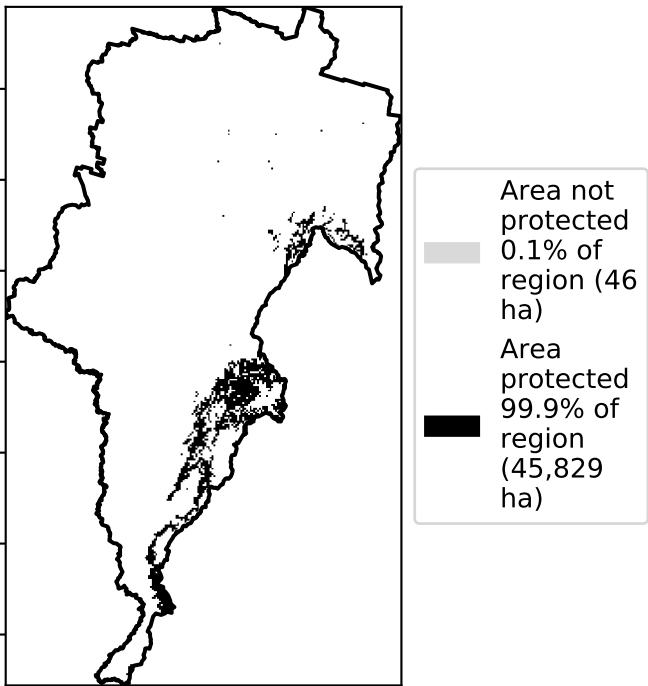 Area not
protected
0.1% of
region (46
ha)
Area
protected
99.9% of
region
(45,829
ha)